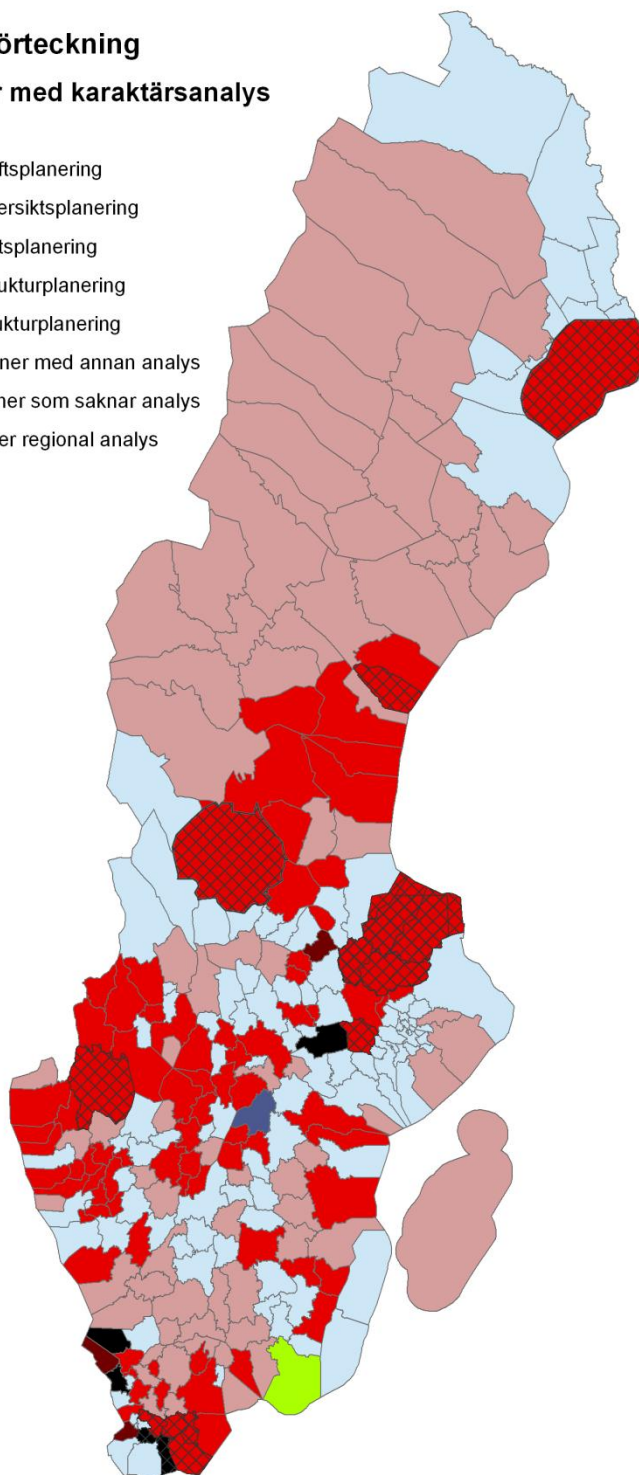 örteckning
r med karaktärsanalys
ftsplanering
ersiktsplanering
tsplanering
ukturplanering
ukturplanering
ner med annan analys
ner som saknar analys
er regional analys